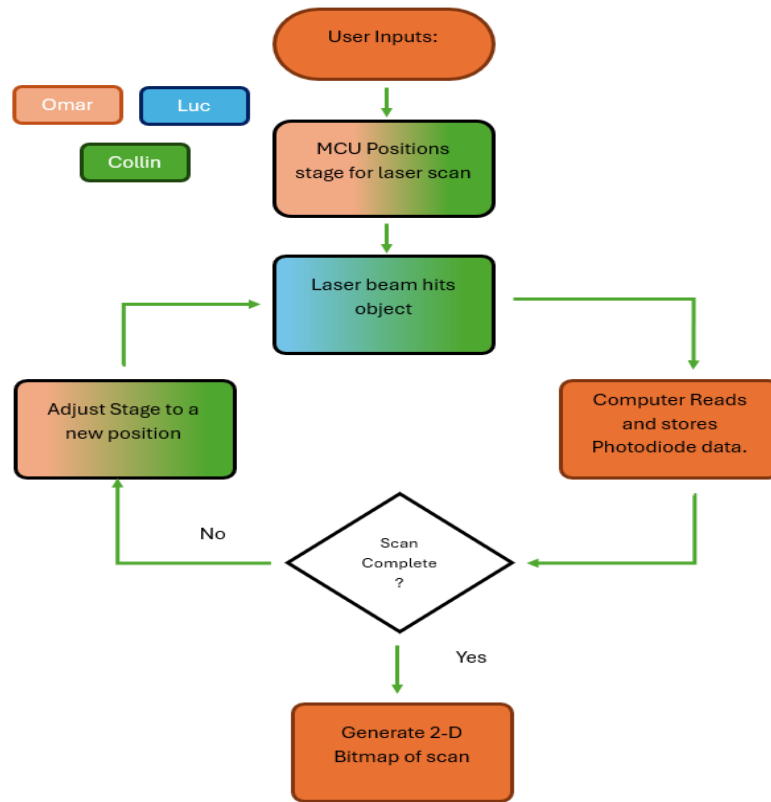 User Inputs:
Omar
Luc
Collin
MCU Positions
stage for laser scan
Laser beam hits
object
Adjust Stage to a
new position
Computer Reads
and stores
Photodiode data.
No
Scan
Complete
?
Yes
Generate 2-D
Bitmap of scan